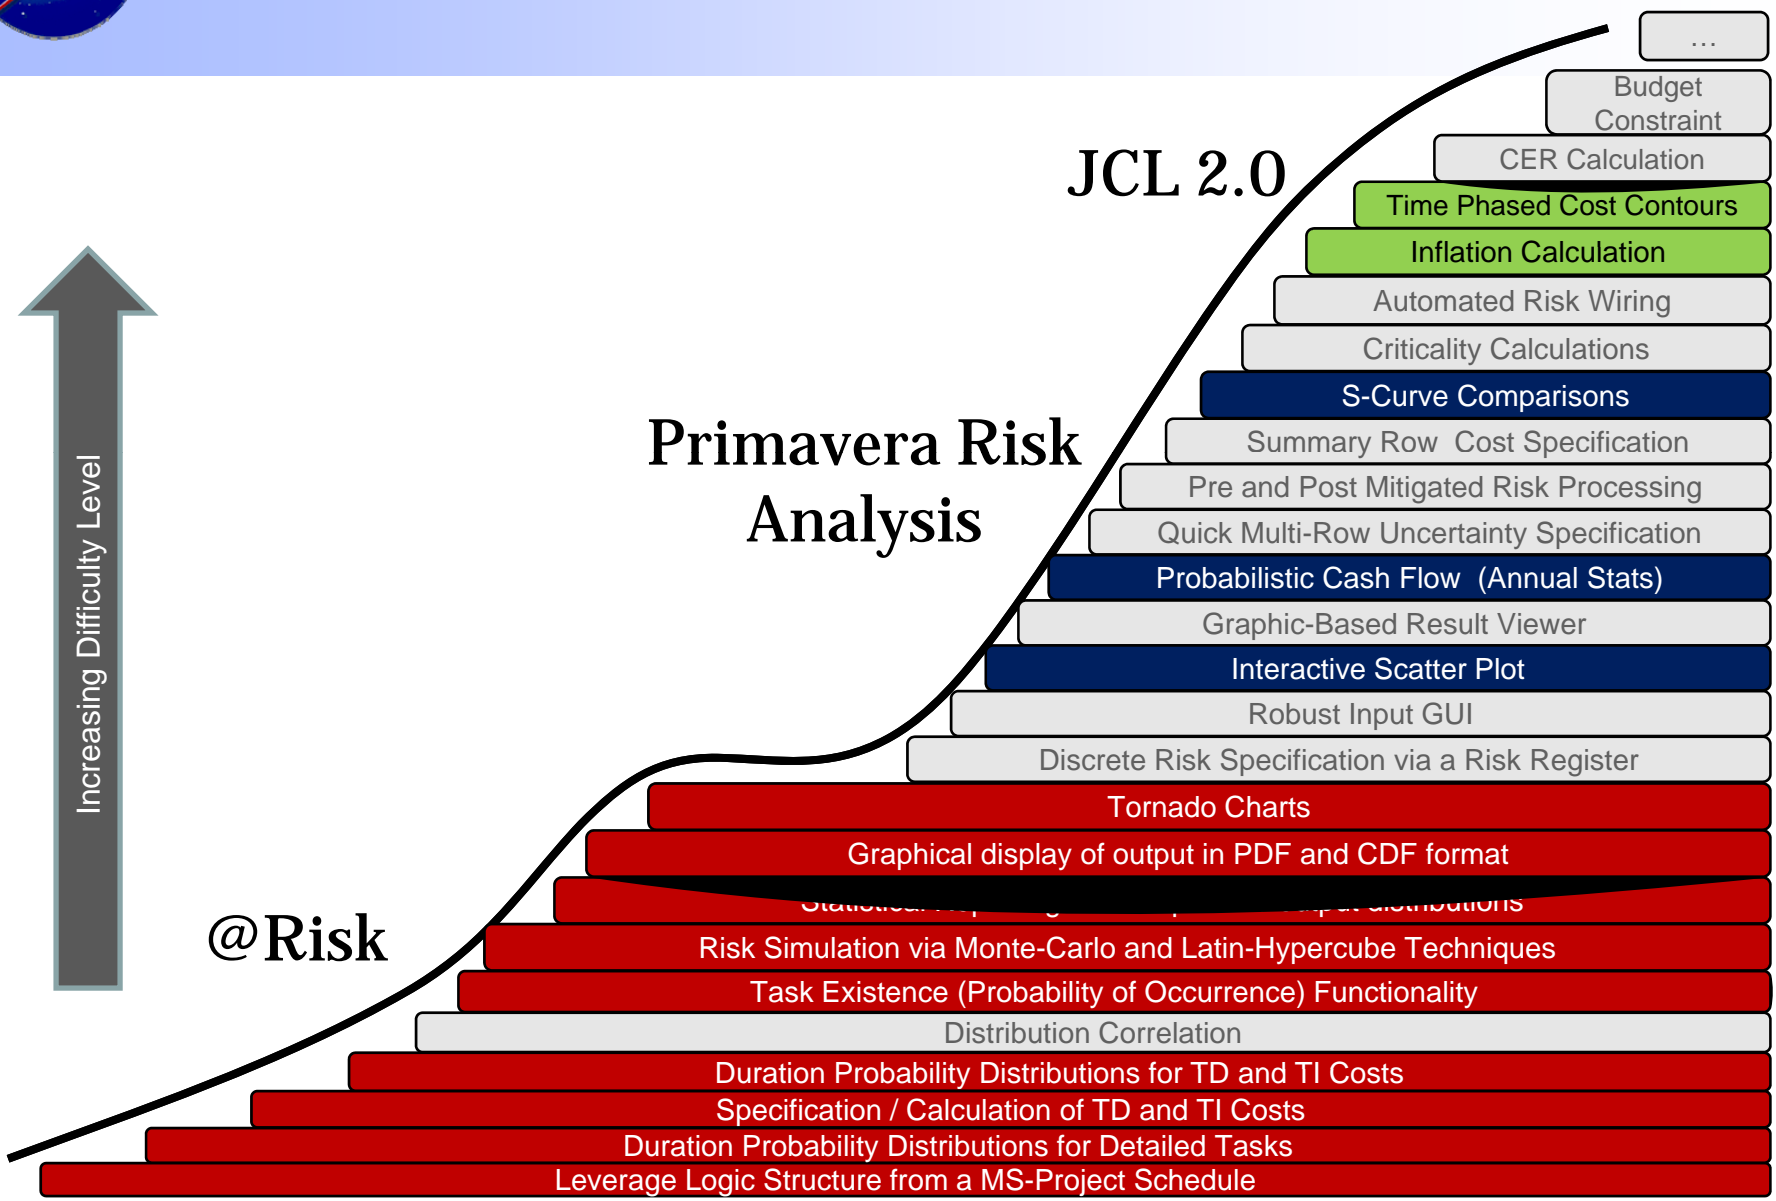 …
Budget
Constraint
CER Calculation
JCL 2.0
Time Phased Cost Contours
Inflation Calculation
Automated Risk Wiring
Criticality Calculations
S-Curve Comparisons
Primavera Risk
Analysis
Summary Row Cost Specification
Pre and Post Mitigated Risk Processing
Quick Multi-Row Uncertainty Specification
Probabilistic Cash Flow (Annual Stats)
Graphic-Based Result Viewer
Interactive Scatter Plot
Robust Input GUI
Discrete Risk Specification via a Risk Register
Increasing Difficulty Level
Tornado Charts
Graphical display of output in PDF and CDF format
Statistical distributions
@Risk
Risk Simulation via Monte-Carlo and Latin-Hypercube Techniques
Task Existence (Probability of Occurrence) Functionality
Distribution Correlation
Duration Probability Distributions for TD and TI Costs
Specification / Calculation of TD and TI Costs
Duration Probability Distributions for Detailed Tasks
Leverage Logic Structure from a MS-Project Schedule